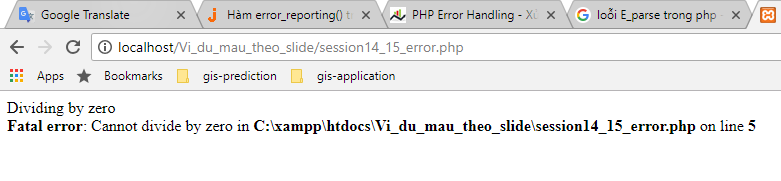 Google Translate
Hàm error_reporting() tr
PHP Error Handling - Xử
loỗi E_parse trong php -
localhost/Vi_du_mau_theo_slide/session14_15_error.php
Apps Bookmarks gis-prediction gis-application
Dividing by zero
Fatal error: Cannot divide by zero in C:\xampp\htdocs\Vi_du_mau_theo_slide\session14_15_error.php on line 5